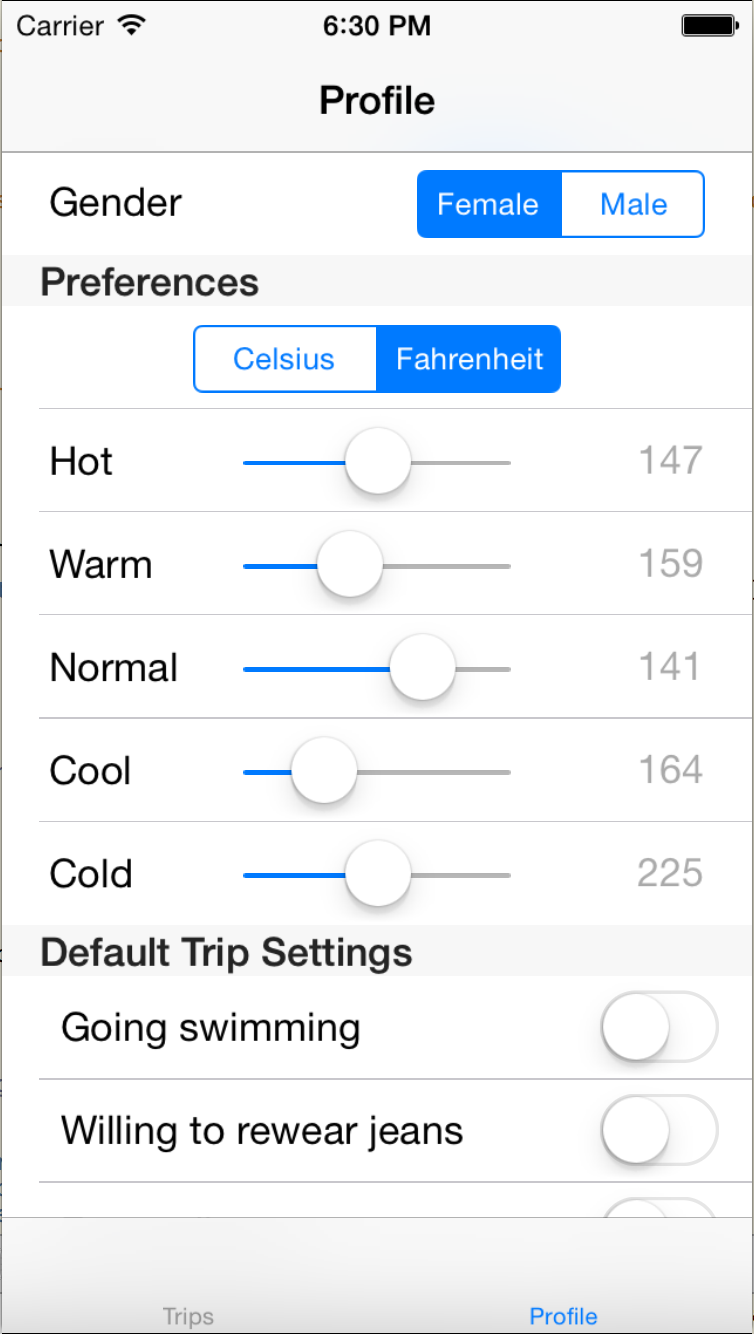 Carrier 6:30 PM
Profile
Gender Female Male
Preferences
Celsius Fahrenheit
Hot 147
Warm 159
Normal 141
Cool 164
Cold 225
Default Trip Settings
Going swimming
Willing to rewear jeans
Trips Profile